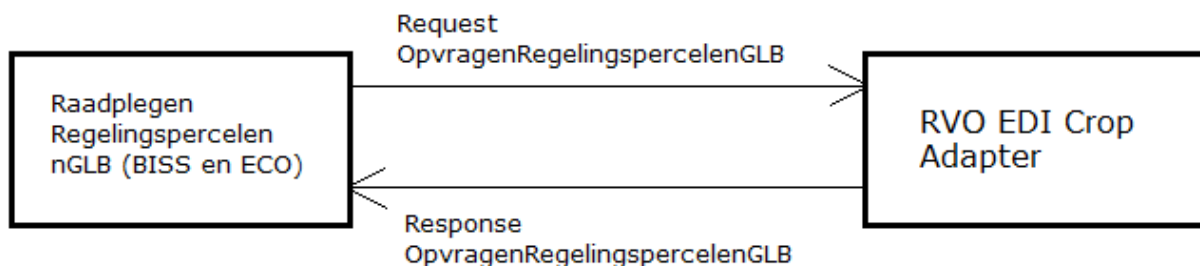 Request
OpvragenRegelingspercelenGLB
Raadplegen
Regelingspercelen
nGLB (BISS en ECO)
RVO EDI Crop
Adapter
Response
OpvragenRegelingspercelenGLB